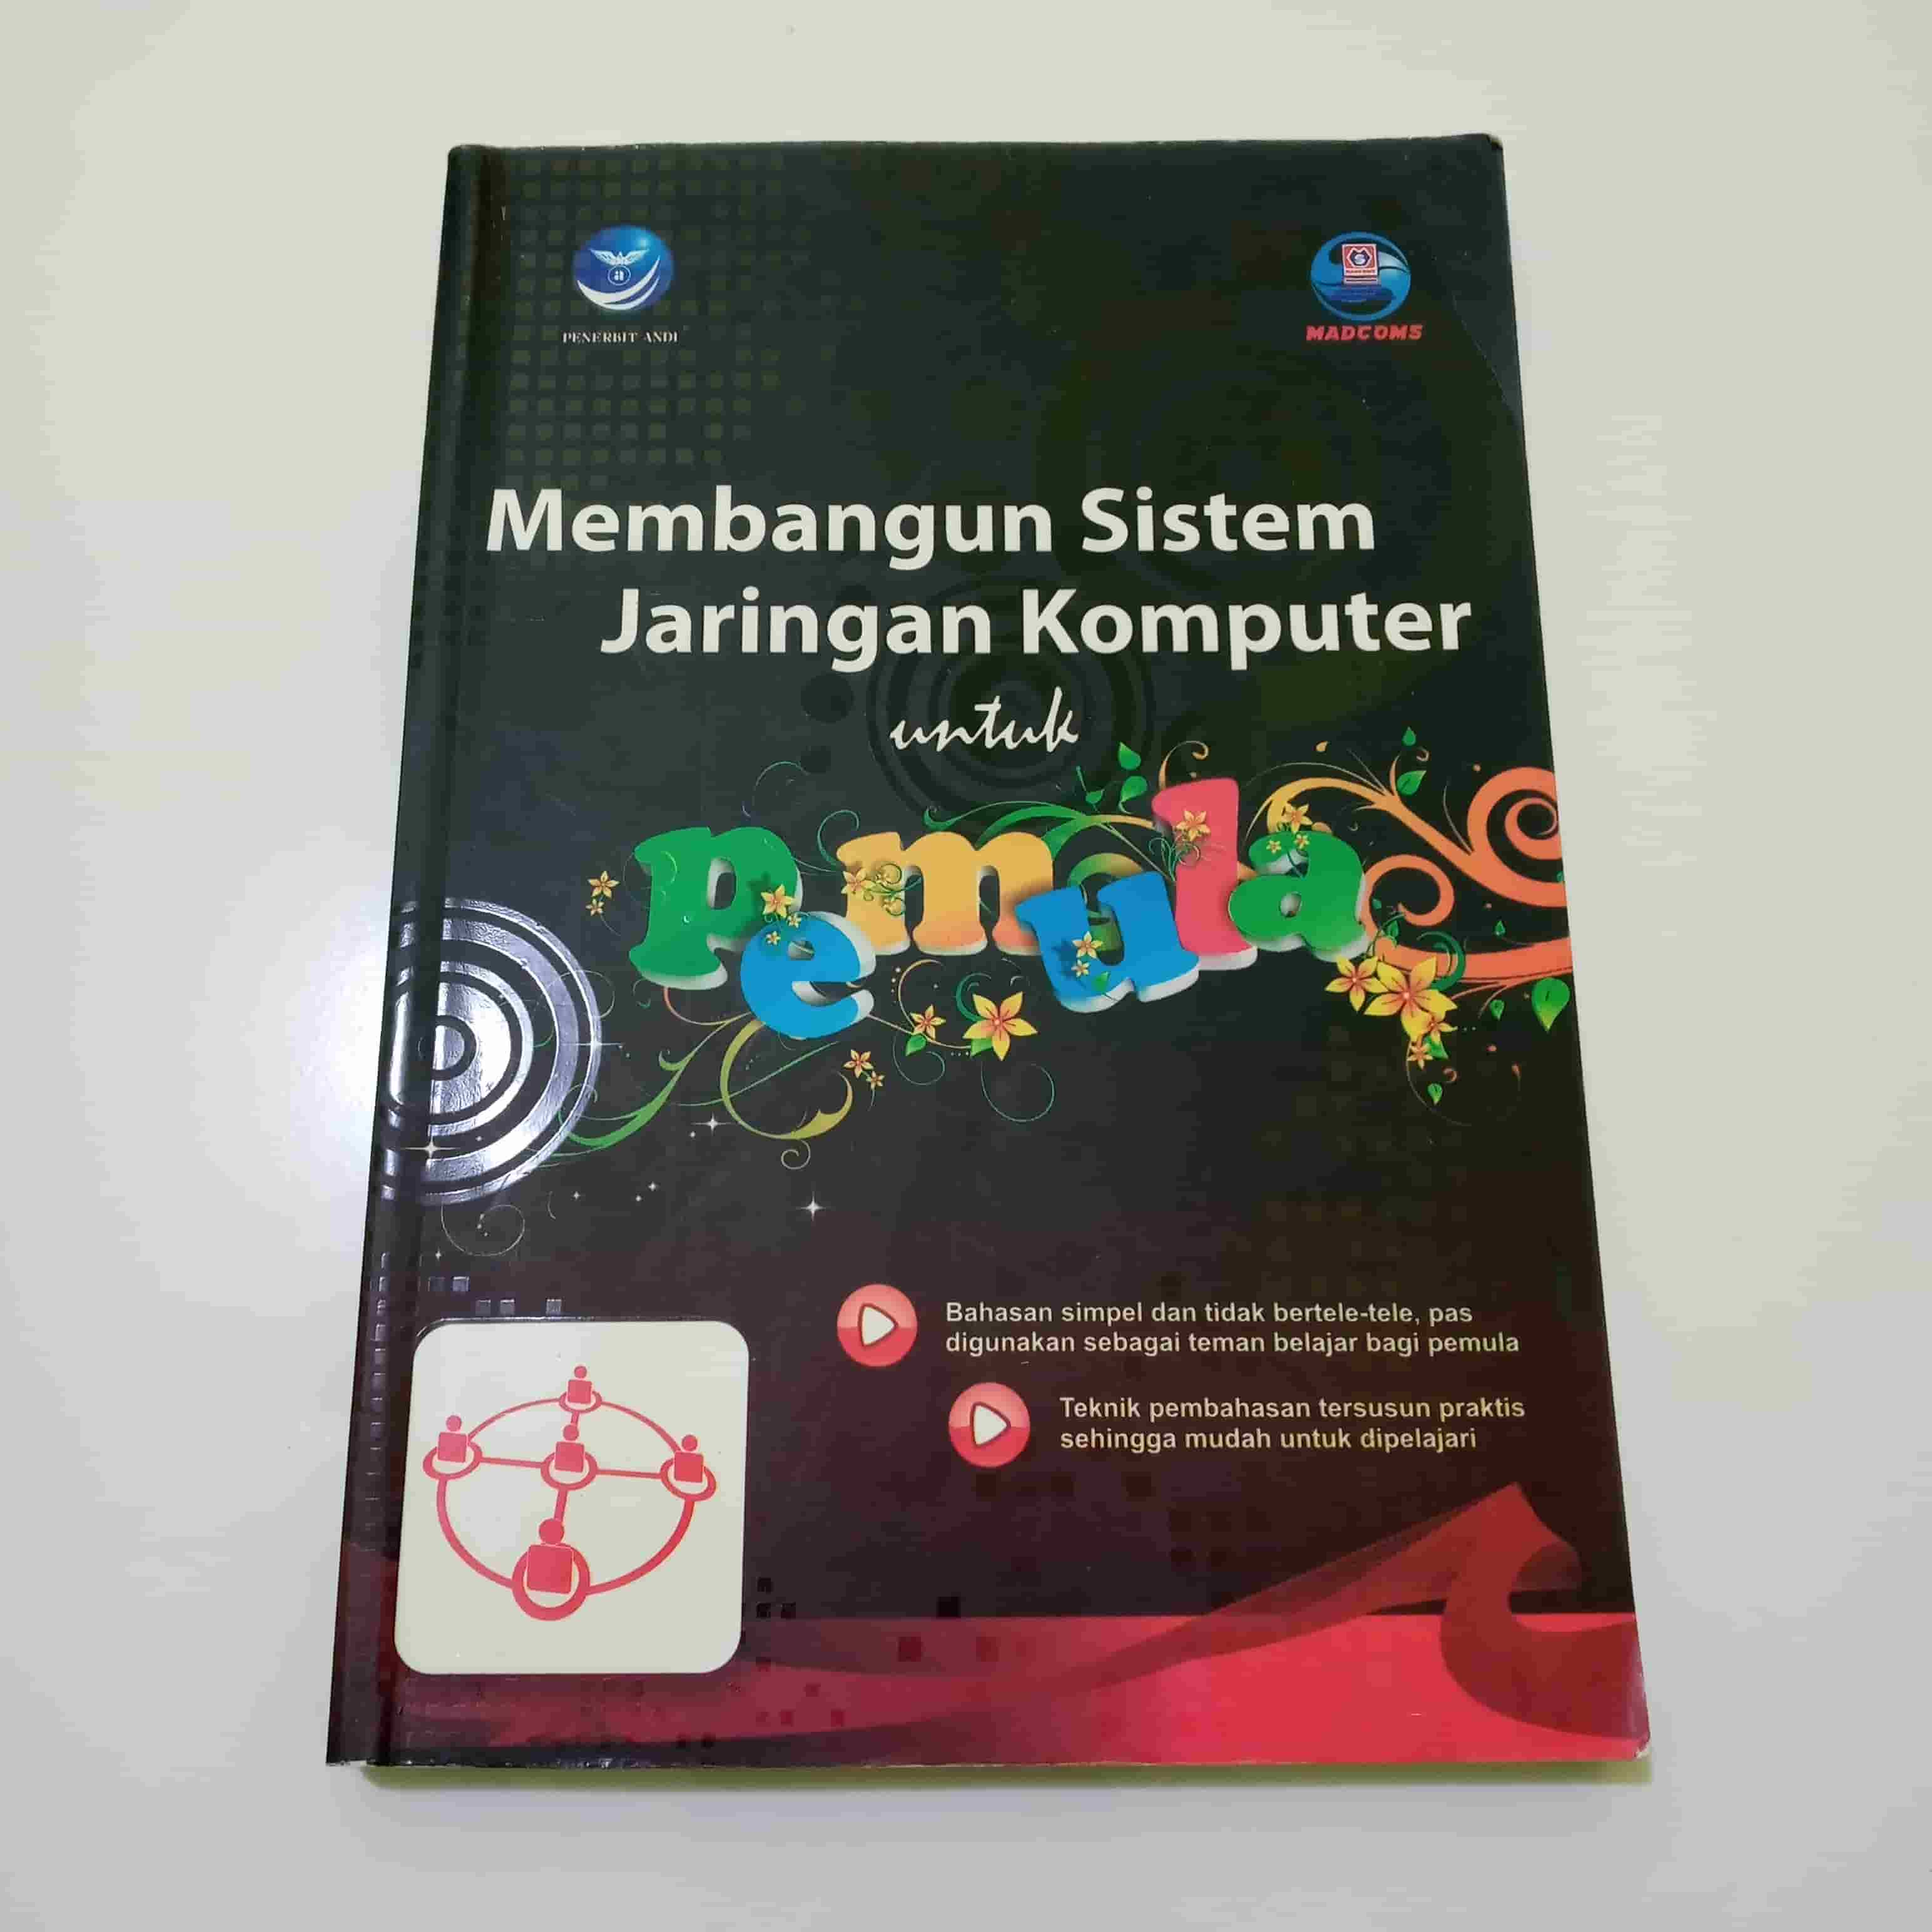 PENERBIT ANDI
MADCOMS
Membangun Sistem
Jaringan Komputer
untuk
pemula
Bahasan simpel dan tidak bertele-tele, pas
digunakan sebagai teman belajar bagi pemula
Teknik pembahasan tersusun praktis
sehingga mudah untuk dipelajari